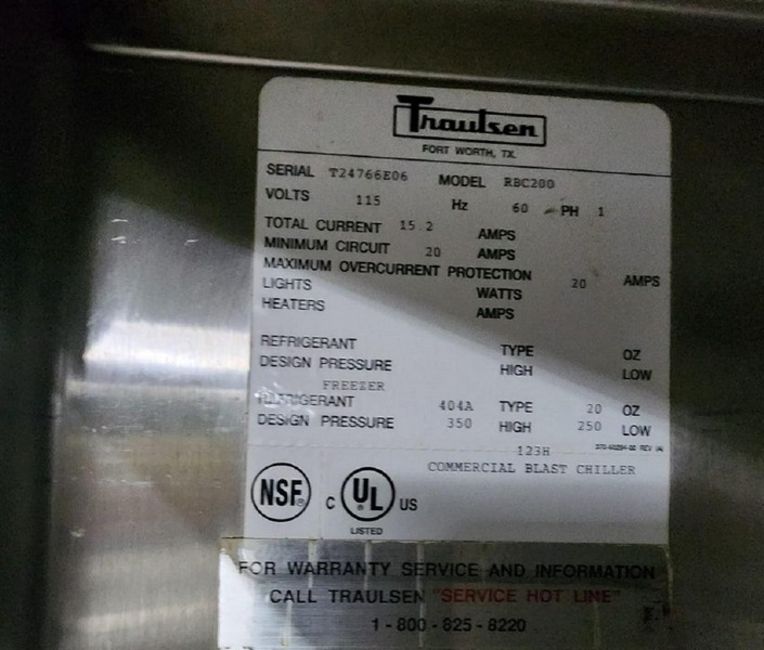 Traulsen
FORT WORTH, TX.
SERIAL T24766E06 MODEL RBC200
VOLTS 115 Hz 60 PH 1
TOTAL CURRENT 15.2 AMPS
MINIMUM CIRCUIT 20 AMPS
MAXIMUM OVERCURRENT PROTECTION 20 AMPS
LIGHTS WATTS
HEATERS AMPS
REFRIGERANT TYPE OZ
DESIGN PRESSURE HIGH LOW
FREEZER
REFRIGERANT 404A TYPE 20 OZ
DESIGN PRESSURE 350 HIGH 250 LOW
123H
COMMERCIAL BLAST CHILLER
NSF® C UL® US
LISTED
FOR WARRANTY SERVICE AND INFORMATION
CALL TRAULSEN "SERVICE HOT LINE"
1-800-825-8220